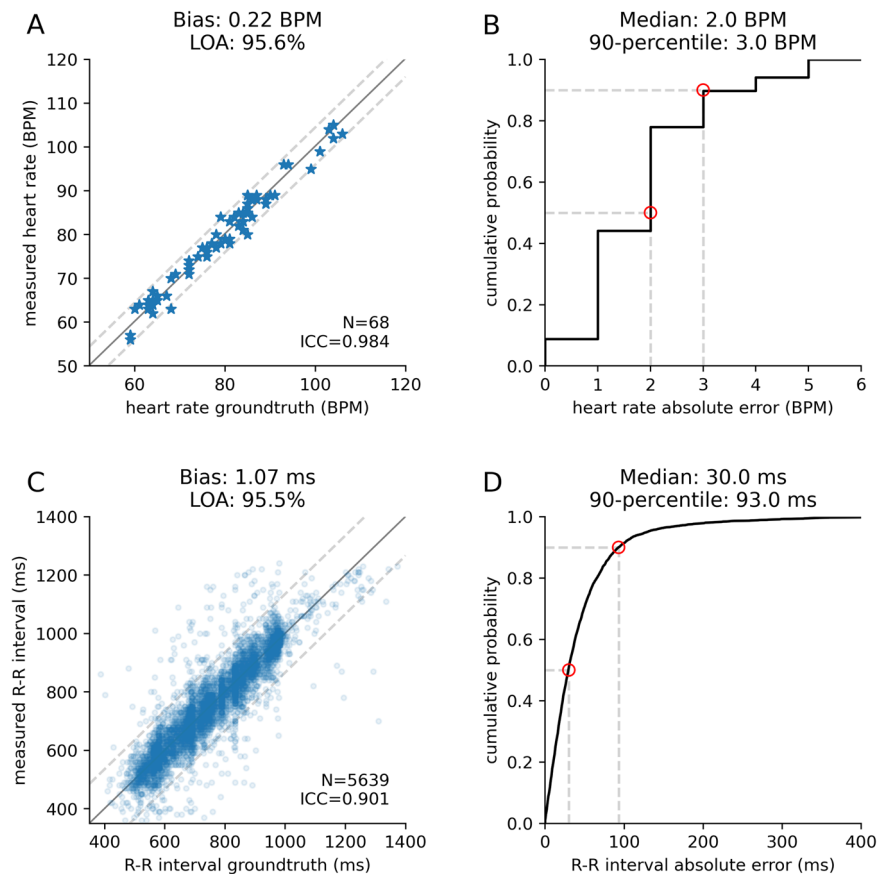 A
Bias: 0.22 BPM
LOA: 95.6%
measured heart rate (BPM)
120
110
100
90
80
70
60
50
N=68
ICC=0.984
60
80
100
120
heart rate groundtruth (BPM)
B
Median: 2.0 BPM
90-percentile: 3.0 BPM
cumulative probability
1.0
0.8
0.6
0.4
0.2
0.0
0
1
2
3
4
5
6
heart rate absolute error (BPM)
C
Bias: 1.07 ms
LOA: 95.5%
measured R-R interval (ms)
1400
1200
1000
800
600
400
N=5639
ICC=0.901
400
600
800
1000
1200
1400
R-R interval groundtruth (ms)
D
Median: 30.0 ms
90-percentile: 93.0 ms
cumulative probability
1.0
0.8
0.6
0.4
0.2
0.0
0
100
200
300
400
R-R interval absolute error (ms)